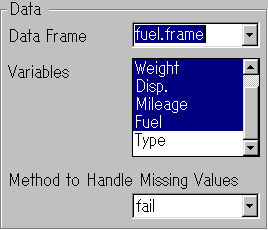 Data
Data Frame
fuel.frame
Variables
Weight
Disp.
Mileage
Fuel
Type
Method to Handle Missing Values
fail